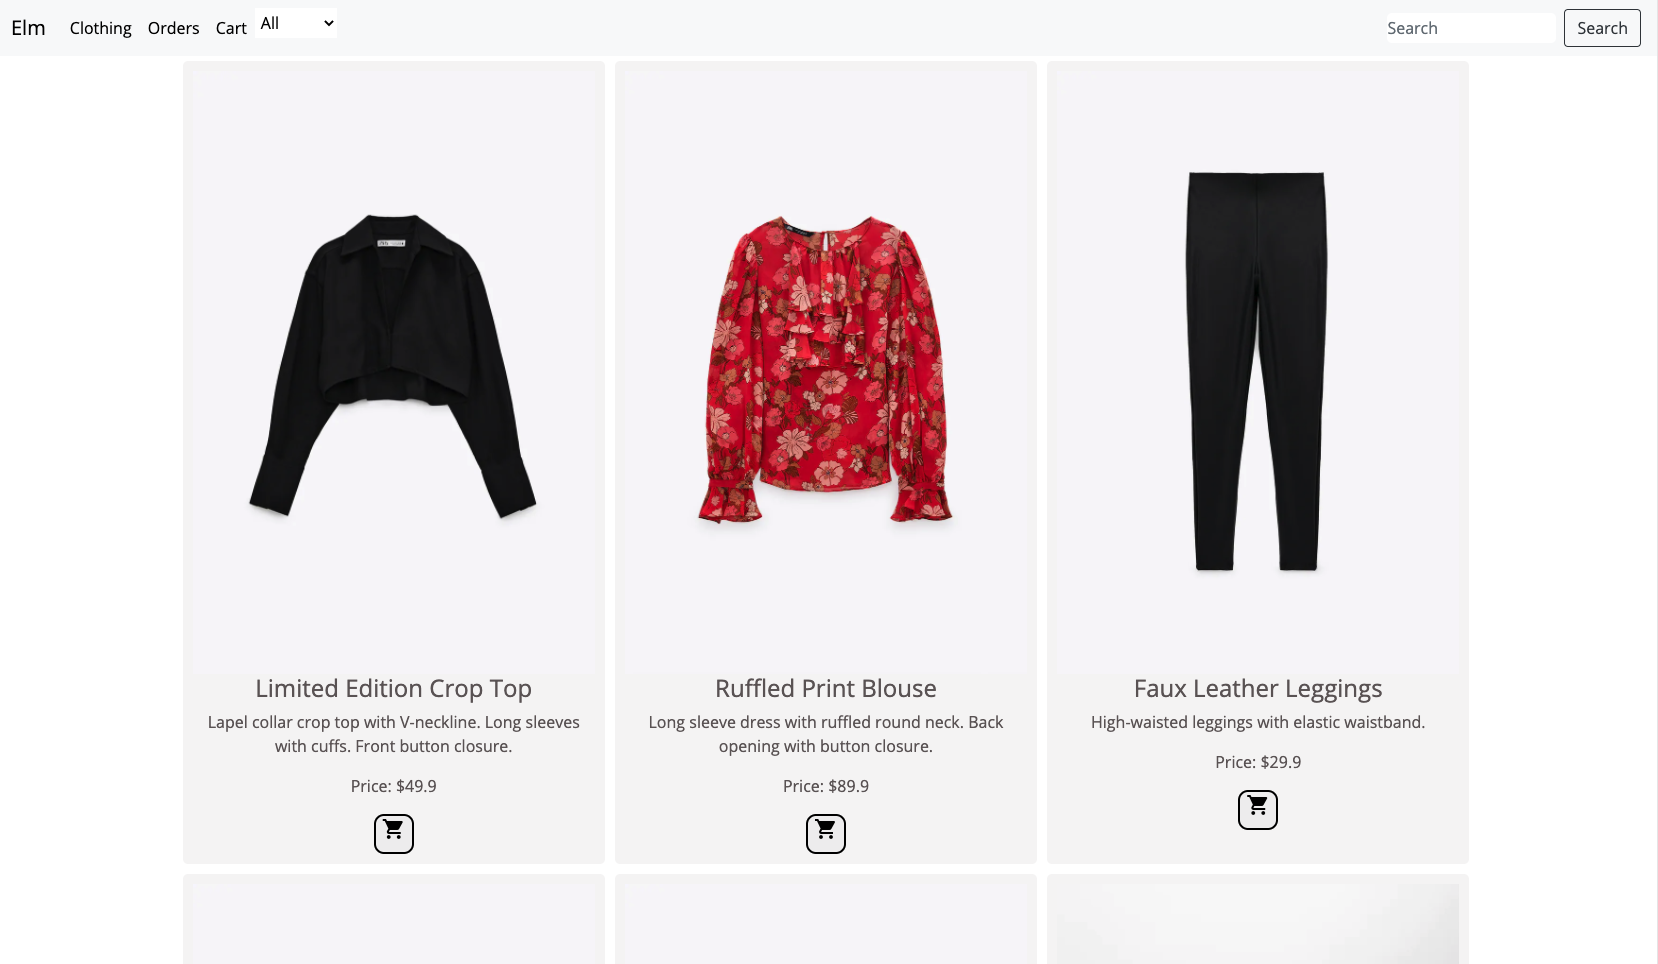 Elm Clothing Orders Cart All Search Search
Limited Edition Crop Top
Lapel collar crop top with V-neckline. Long sleeves
with cuffs. Front button closure.
Price: $49.9
Ruffled Print Blouse
Long sleeve dress with ruffled round neck. Back
opening with button closure.
Price: $89.9
Faux Leather Leggings
High-waisted leggings with elastic waistband.
Price: $29.9